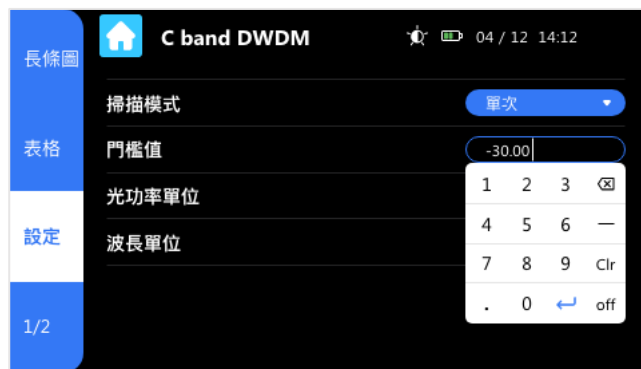 長條圖
表格
設定
1/2
C band DWDM
04 / 12 14:12
掃描模式
單次
門檻值
-30.00
光功率單位
波長單位
1 2 3
4 5 6 —
7 8 9 Clr
. 0 off